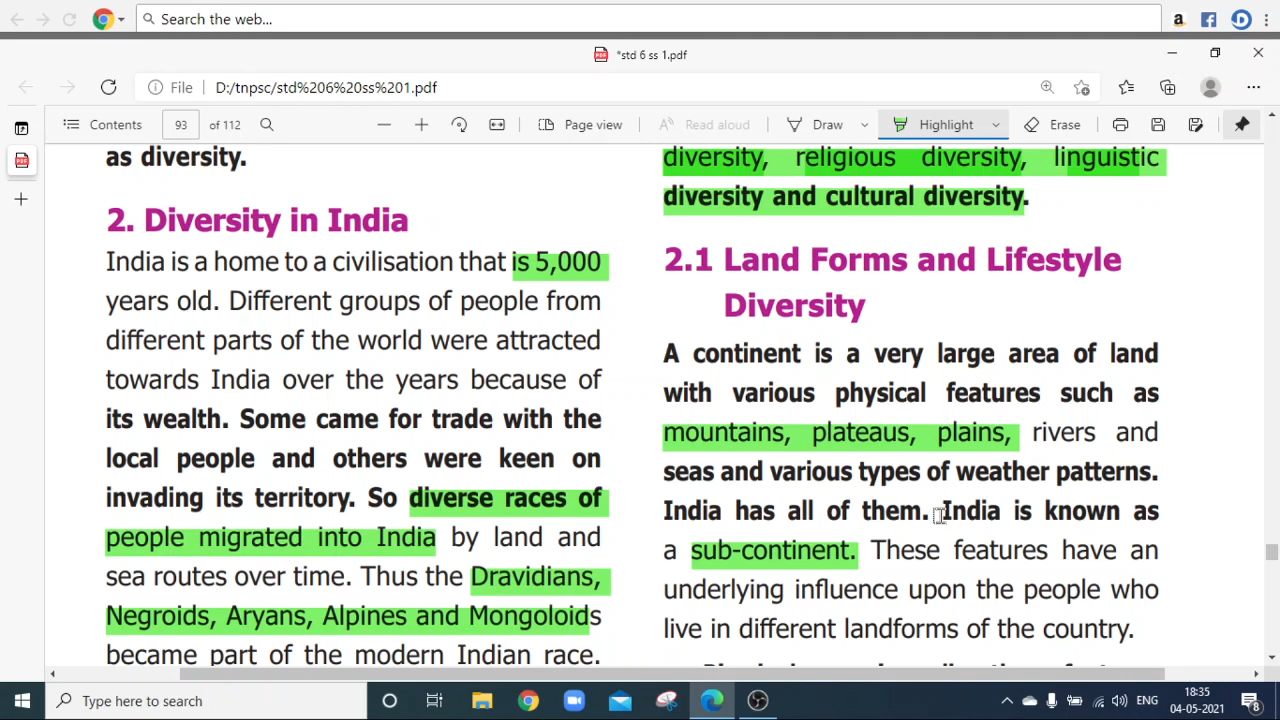 Search the web...
*std 6 ss 1.pdf
File D:/tnpsc/std%206%20ss%201.pdf
Contents 93 of 112 Page view Read aloud Draw Highlight Erase
as diversity.
2. Diversity in India
India is a home to a civilisation that is 5,000
years old. Different groups of people from
different parts of the world were attracted
towards India over the years because of
its wealth. Some came for trade with the
local people and others were keen on
invading its territory. So diverse races of
people migrated into India by land and
sea routes over time. Thus the Dravidians,
Negroids, Aryans, Alpines and Mongoloids
became part of the modern Indian race.
diversity, religious diversity, linguistic
diversity and cultural diversity.
2.1 Land Forms and Lifestyle
Diversity
A continent is a very large area of land
with various physical features such as
mountains, plateaus, plains, rivers and
seas and various types of weather patterns.
India has all of them. India is known as
a sub-continent. These features have an
underlying influence upon the people who
live in different landforms of the country.
Type here to search
ENG
18:35
04-05-2021
8